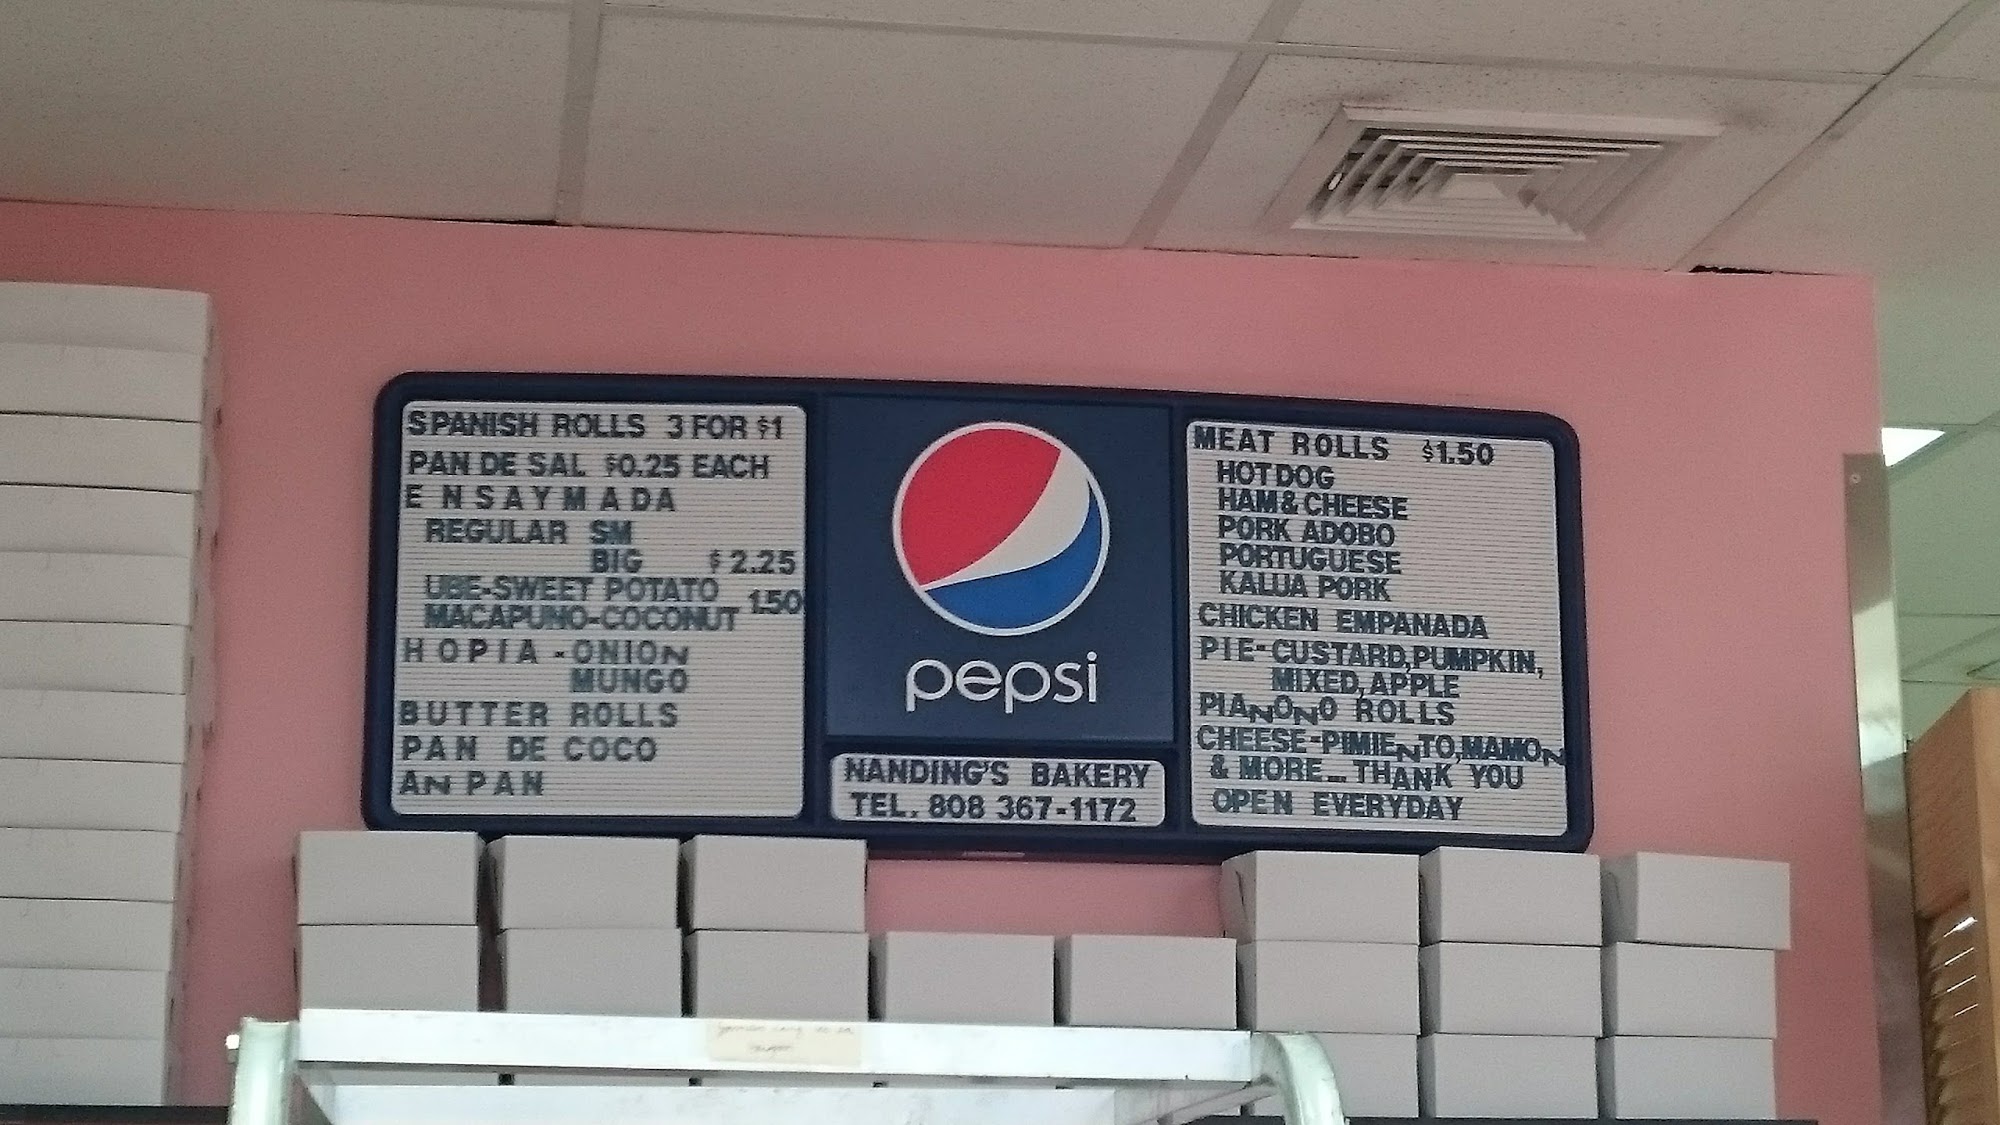 SPANISH ROLLS 3 FOR $1
PAN DE SAL $0.25 EACH
ENSAYMADA
REGULAR SM
BIG $2.25
UBE-SWEET POTATO 1.50
MACAPUNO-COCONUT
HOPIA - ONION
MUNGO
BUTTER ROLLS
PAN DE COCO
AN PAN
pepsi
NANDING'S BAKERY
TEL. 808 367-1172
MEAT ROLLS $1.50
HOTDOG
HAM & CHEESE
PORK ADOBO
PORTUGUESE
KALUA PORK
CHICKEN EMPANADA
PIE-CUSTARD,PUMPKIN,
MIXED,APPLE
PIANONO ROLLS
CHEESE-PIMIENTO,MAMON
& MORE... THANK YOU
OPEN EVERYDAY